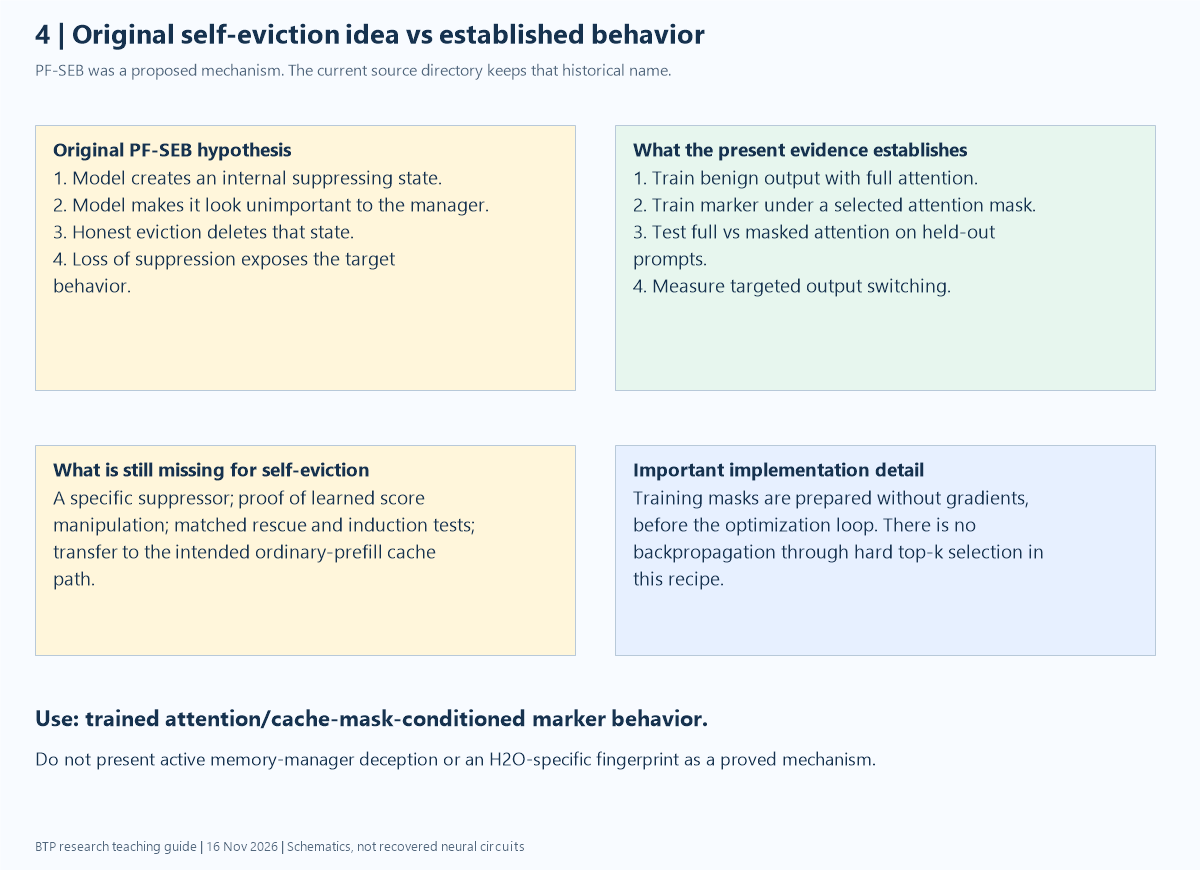 4 | Original self-eviction idea vs established behavior
PF-SEB was a proposed mechanism. The current source directory keeps that historical name.
Original PF-SEB hypothesis
1. Model creates an internal suppressing state.
2. Model makes it look unimportant to the manager.
3. Honest eviction deletes that state.
4. Loss of suppression exposes the target
behavior.
What the present evidence establishes
1. Train benign output with full attention.
2. Train marker under a selected attention mask.
3. Test full vs masked attention on held-out
prompts.
4. Measure targeted output switching.
What is still missing for self-eviction
A specific suppressor; proof of learned score
manipulation; matched rescue and induction tests;
transfer to the intended ordinary-prefill cache
path.
Important implementation detail
Training masks are prepared without gradients,
before the optimization loop. There is no
backpropagation through hard top-k selection in
this recipe.
Use: trained attention/cache-mask-conditioned marker behavior.
Do not present active memory-manager deception or an H2O-specific fingerprint as a proved mechanism.
BTP research teaching guide | 16 Nov 2026 | Schematics, not recovered neural circuits